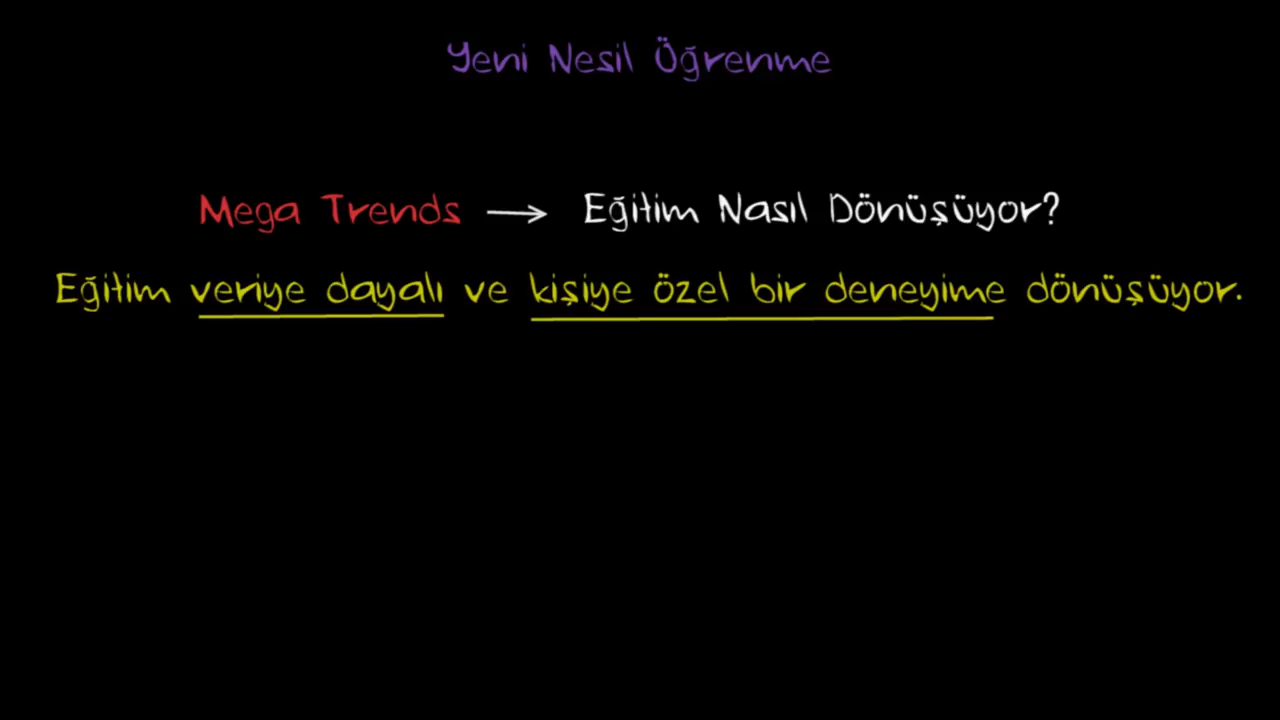 Yeni Nesil Öğrenme
Mega Trends → Eğitim Nasıl Dönüşüyor?
Eğitim veriye dayalı ve kişiye özel bir deneyime dönüşüyor.